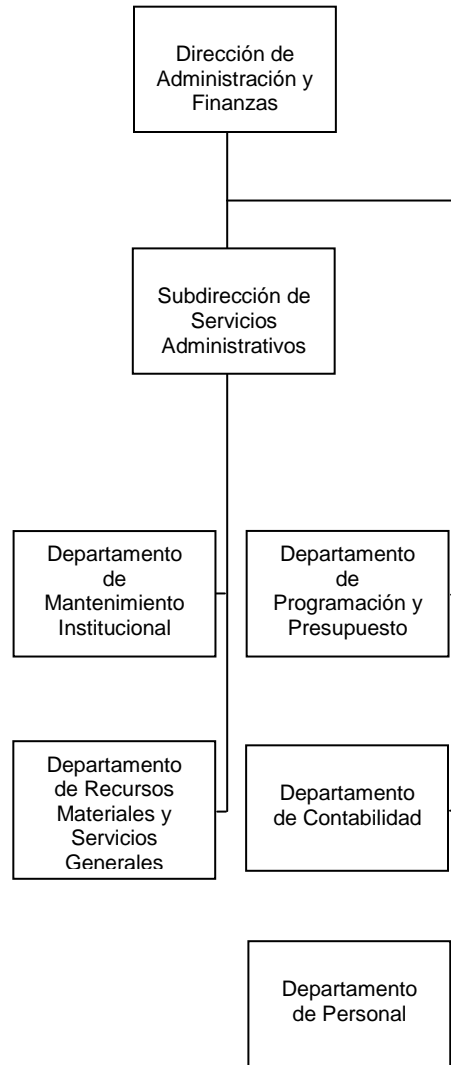 Dirección de
Administración y
Finanzas
Subdirección de
Servicios
Administrativos
Departamento
de
Mantenimiento
Institucional
Departamento
de
Programación y
Presupuesto
Departamento
de Recursos
Materiales y
Servicios
Generales
Departamento
de Contabilidad
Departamento
de Personal